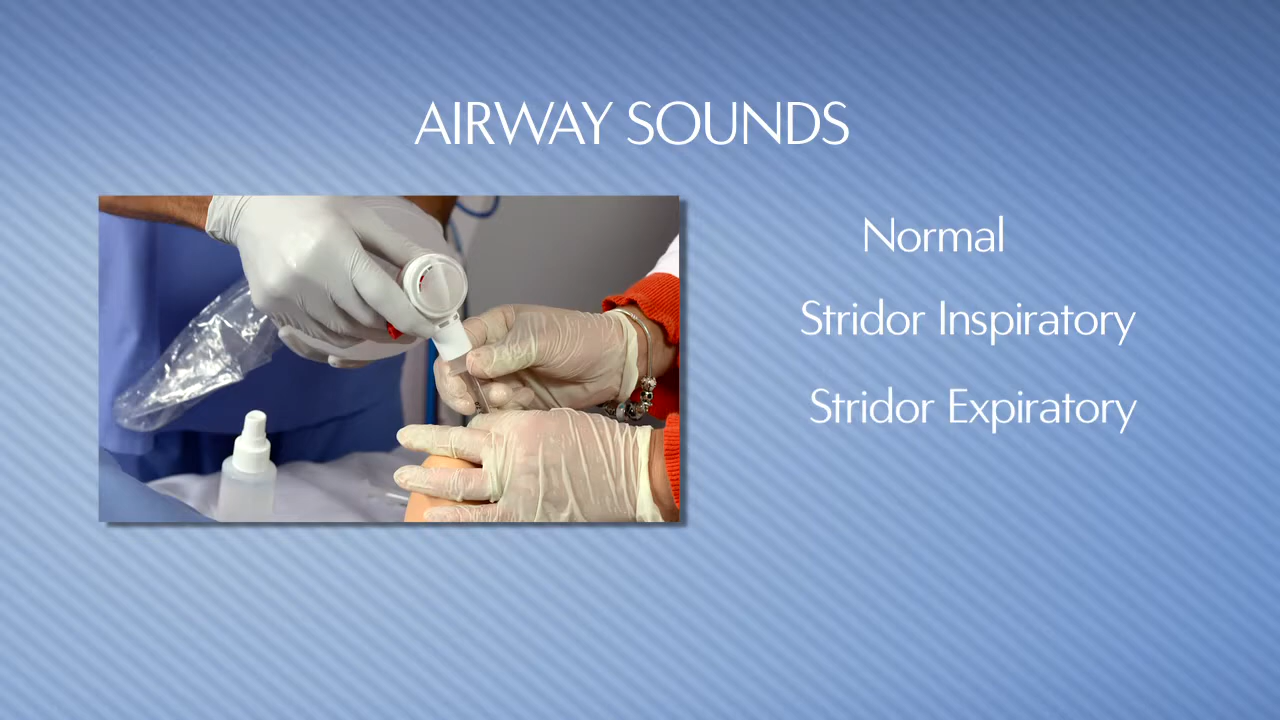 AIRWAY SOUNDS
Normal
Stridor Inspiratory
Stridor Expiratory